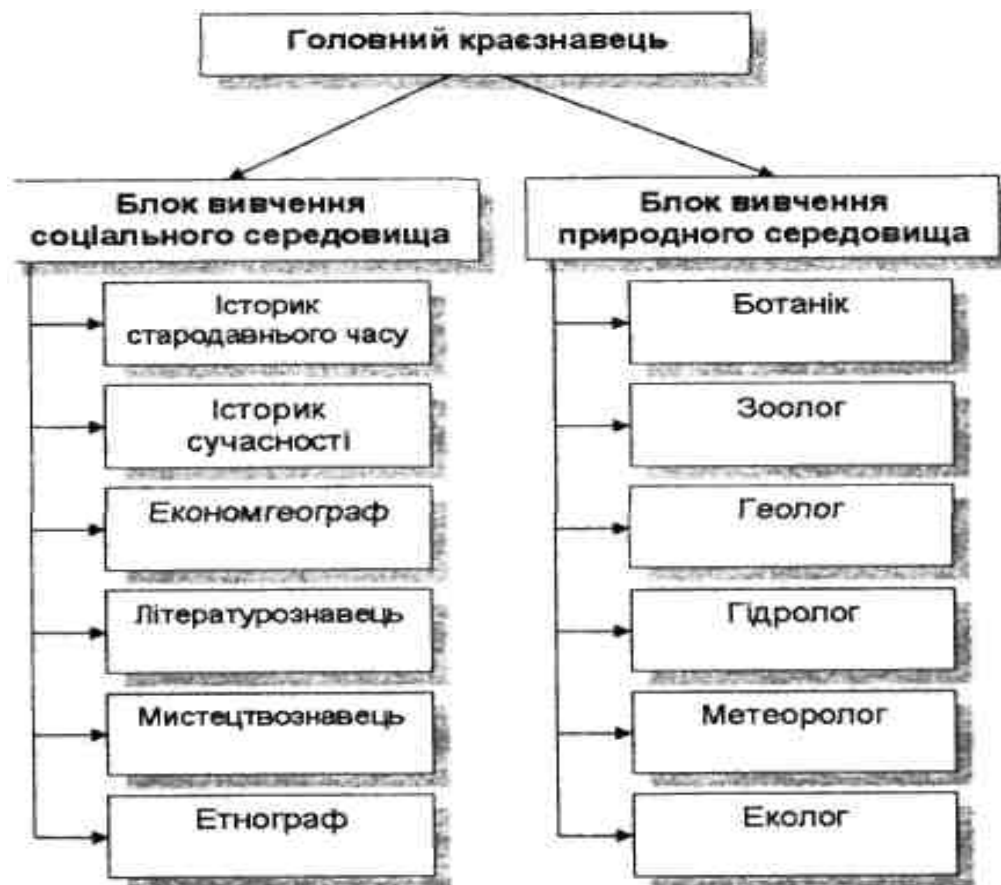 Головний краєзнавець
Блок вивчення
соціального середовища
Історик
стародавнього часу
Історик
сучасності
Економгеограф
Літературознавець
Мистецтвознавець
Етнограф
Блок вивчення
природного середовища
Ботанік
Зоолог
Геолог
Гідролог
Метеоролог
Еколог